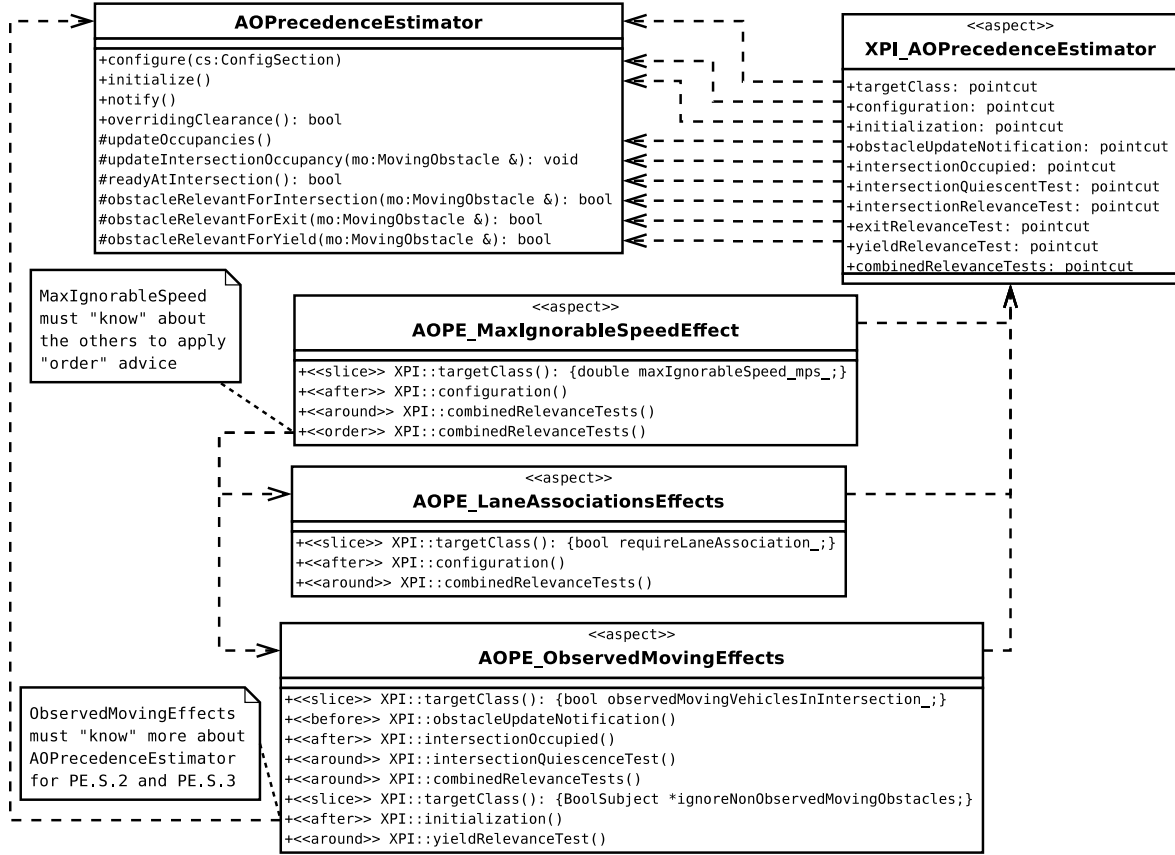 AOPrecedenceEstimator
+configure(cs:ConfigSection)
+initialize()
+notify()
+overridingClearance(): bool
#updateOccupancies()
#updateIntersectionOccupancy(mo:MovingObstacle &): void
#readyAtIntersection(): bool
#obstacleRelevantForIntersection(mo:MovingObstacle &): bool
#obstacleRelevantForExit(mo:MovingObstacle &): bool
#obstacleRelevantForYield(mo:MovingObstacle &): bool
<<aspect>>
XPI_AOPrecedenceEstimator
+targetClass: pointcut
+configuration: pointcut
+initialization: pointcut
+obstacleUpdateNotification: pointcut
+intersectionOccupied: pointcut
+intersectionQuiescentTest: pointcut
+intersectionRelevanceTest: pointcut
+exitRelevanceTest: pointcut
+yieldRelevanceTest: pointcut
+combinedRelevanceTests: pointcut
MaxIgnorableSpeed
must "know" about
the others to apply
"order" advice
<<aspect>>
AOPE_MaxIgnorableSpeedEffect
+<<slice>> XPI::targetClass(): {double maxIgnorableSpeed_mps_;}
+<<after>> XPI::configuration()
+<<around>> XPI::combinedRelevanceTests()
+<<order>> XPI::combinedRelevanceTests()
<<aspect>>
AOPE_LaneAssociationsEffects
+<<slice>> XPI::targetClass(): {bool requireLaneAssociation_;}
+<<after>> XPI::configuration()
+<<around>> XPI::combinedRelevanceTests()
<<aspect>>
AOPE_ObservedMovingEffects
+<<slice>> XPI::targetClass(): {bool observedMovingVehiclesInIntersection_;}
+<<before>> XPI::obstacleUpdateNotification()
+<<after>> XPI::intersectionOccupied()
+<<around>> XPI::intersectionQuiescenceTest()
+<<around>> XPI::combinedRelevanceTests()
+<<slice>> XPI::targetClass(): {BoolSubject *ignoreNonObservedMovingObstacles;}
+<<after>> XPI::initialization()
+<<around>> XPI::yieldRelevanceTest()
ObservedMovingEffects
must "know" more about
AOPrecedenceEstimator
for PE.S.2 and PE.S.3